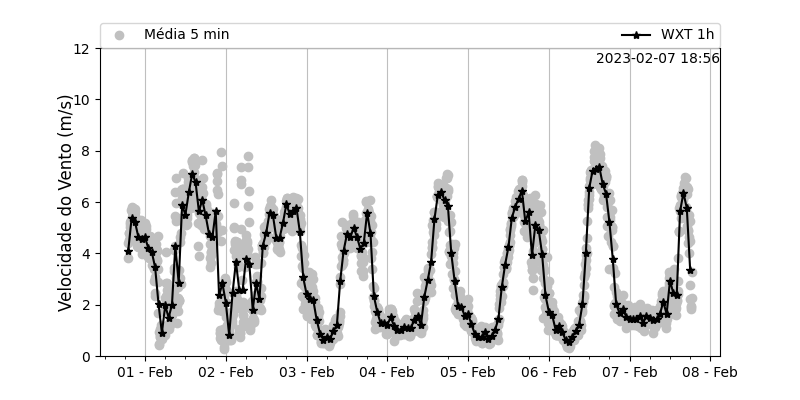 Média 5 min
WXT 1h
2023-02-07 18:56
Velocidade do Vento (m/s)
12
10
8
6
4
2
0
01 - Feb
02 - Feb
03 - Feb
04 - Feb
05 - Feb
06 - Feb
07 - Feb
08 - Feb